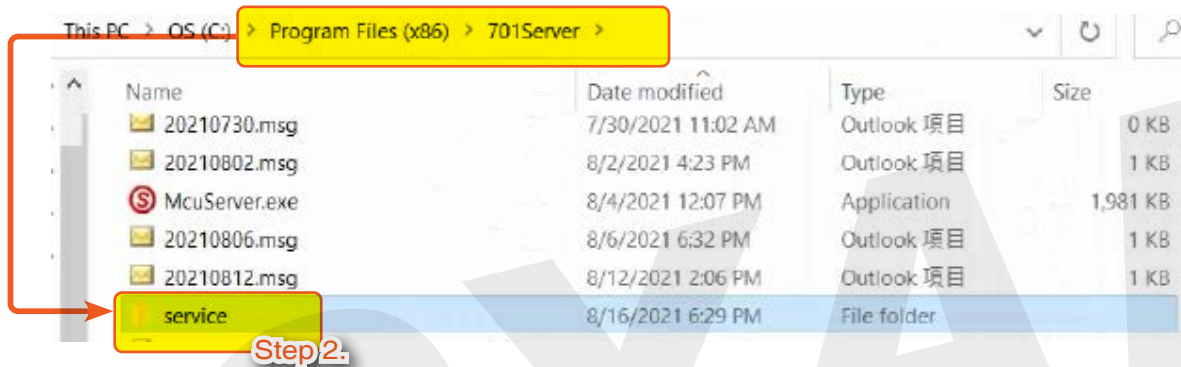 This PC > OS (C:) > Program Files (x86) > 701Server >
Name Date modified Type Size
20210730.msg 7/30/2021 11:02 AM Outlook 項目 0 KB
20210802.msg 8/2/2021 4:23 PM Outlook 項目 1 KB
McuServer.exe 8/4/2021 12:07 PM Application 1,981 KB
20210806.msg 8/6/2021 6:32 PM Outlook 項目 1 KB
20210812.msg 8/12/2021 2:06 PM Outlook 項目 1 KB
service 8/16/2021 6:29 PM File folder
Step 2.